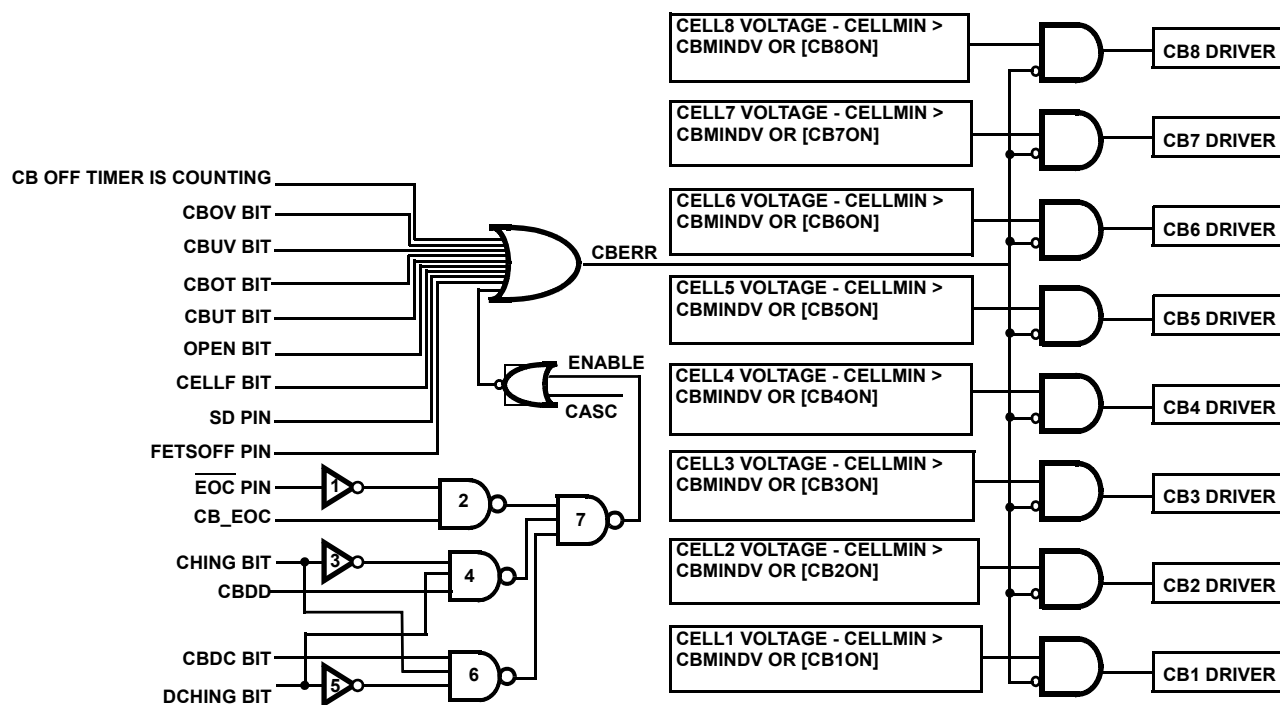 CELL8 VOLTAGE - CELLMIN >
CBMINDV OR [CB8ON]
CB8 DRIVER
CELL7 VOLTAGE - CELLMIN >
CBMINDV OR [CB7ON]
CB7 DRIVER
CB OFF TIMER IS COUNTING
CBOV BIT
CBUV BIT
CBOT BIT
CBUT BIT
OPEN BIT
CELLF BIT
SD PIN
FETSOFF PIN
EOC PIN
CB_EOC
CHING BIT
CBDD
CBDC BIT
DCHING BIT
1
2
3
4
5
6
7
CBERR
ENABLE
CASC
CELL6 VOLTAGE - CELLMIN >
CBMINDV OR [CB6ON]
CB6 DRIVER
CELL5 VOLTAGE - CELLMIN >
CBMINDV OR [CB5ON]
CB5 DRIVER
CELL4 VOLTAGE - CELLMIN >
CBMINDV OR [CB4ON]
CB4 DRIVER
CELL3 VOLTAGE - CELLMIN >
CBMINDV OR [CB3ON]
CB3 DRIVER
CELL2 VOLTAGE - CELLMIN >
CBMINDV OR [CB2ON]
CB2 DRIVER
CELL1 VOLTAGE - CELLMIN >
CBMINDV OR [CB1ON]
CB1 DRIVER